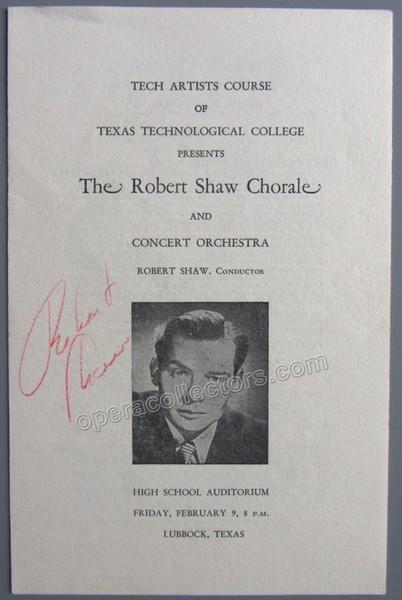 TECH ARTISTS COURSE
OF
TEXAS TECHNOLOGICAL COLLEGE
PRESENTS
The Robert Shaw Chorale
AND
CONCERT ORCHESTRA
ROBERT SHAW, CONDUCTOR
Robert
Shaw
operacollectors.com
HIGH SCHOOL AUDITORIUM
FRIDAY, FEBRUARY 9, 8 P.M.
LUBBOCK, TEXAS